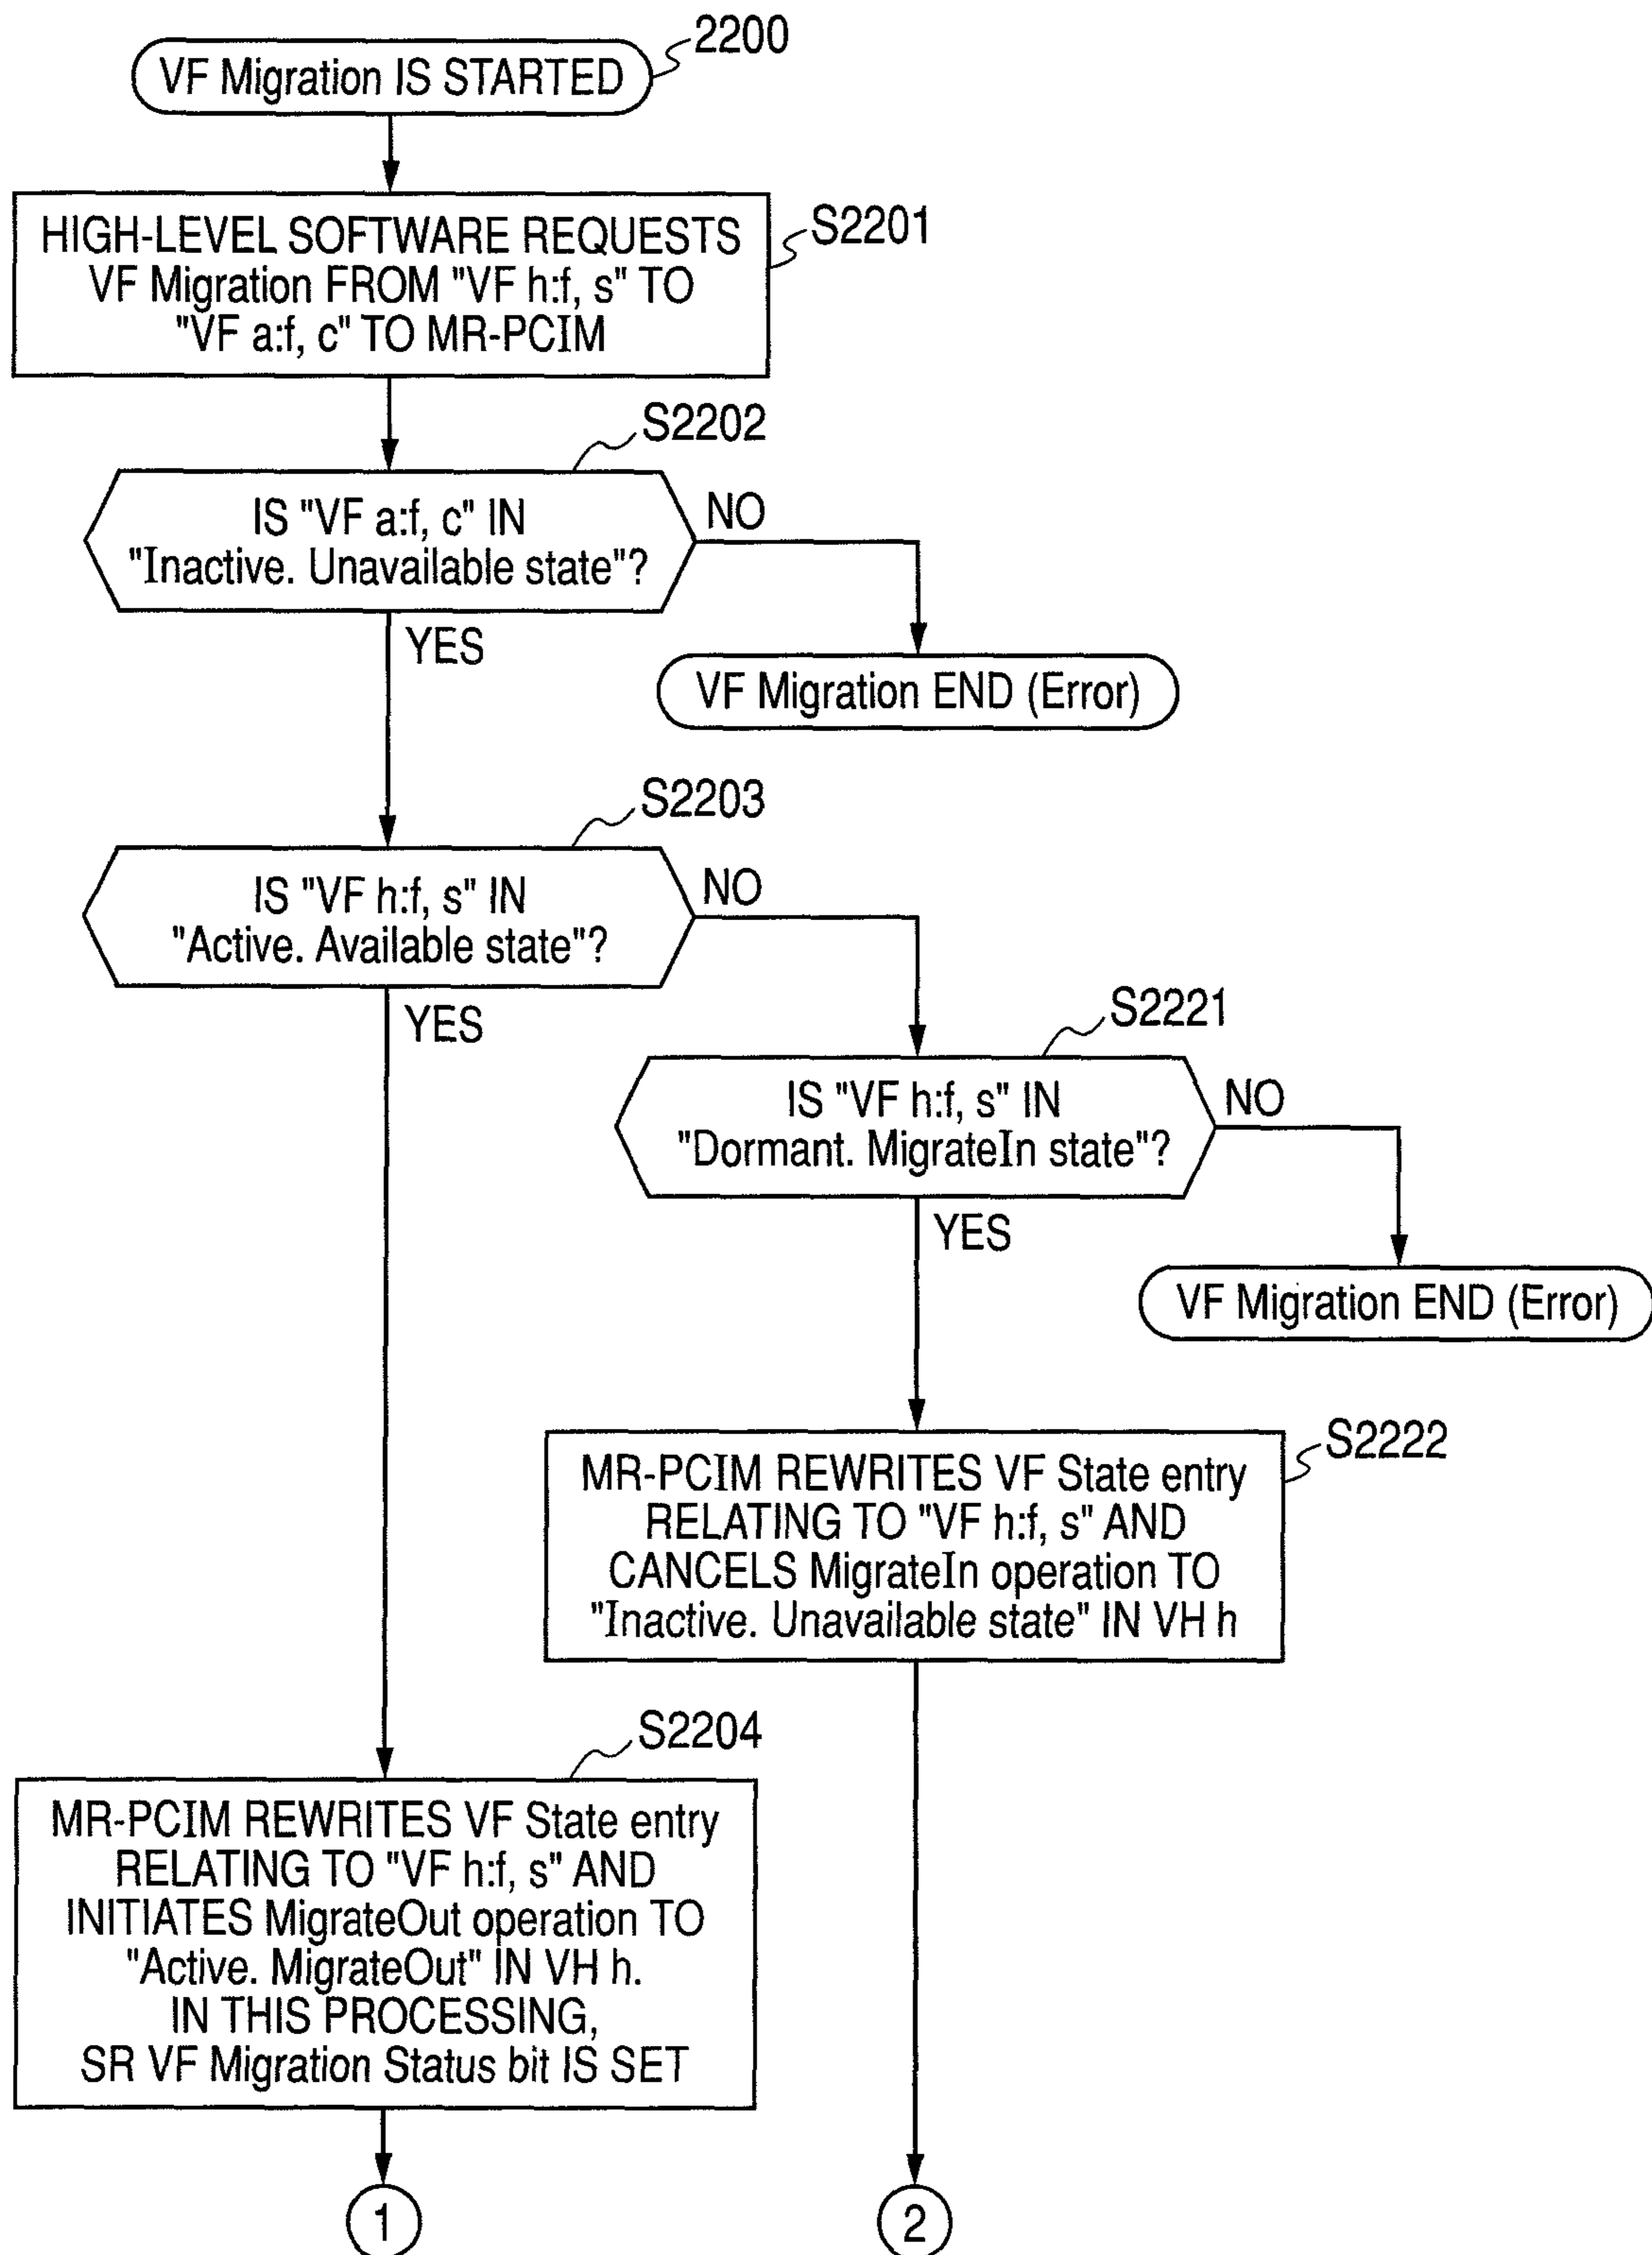 2200
VF Migration IS STARTED
S2201
HIGH-LEVEL SOFTWARE REQUESTS
VF Migration FROM "VF h:f, s" TO
"VF a:f, c" TO MR-PCIM
S2202
IS "VF a:f, c" IN
"Inactive. Unavailable state"?
NO
YES
VF Migration END (Error)
S2203
IS "VF h:f, s" IN
"Active. Available state"?
NO
YES
S2221
IS "VF h:f, s" IN
"Dormant. MigrateIn state"?
NO
YES
VF Migration END (Error)
S2222
MR-PCIM REWRITES VF State entry
RELATING TO "VF h:f, s" AND
CANCELS MigrateIn operation TO
"Inactive. Unavailable state" IN VH h
S2204
MR-PCIM REWRITES VF State entry
RELATING TO "VF h:f, s" AND
INITIATES MigrateOut operation TO
"Active. MigrateOut" IN VH h.
IN THIS PROCESSING,
SR VF Migration Status bit IS SET
1
2